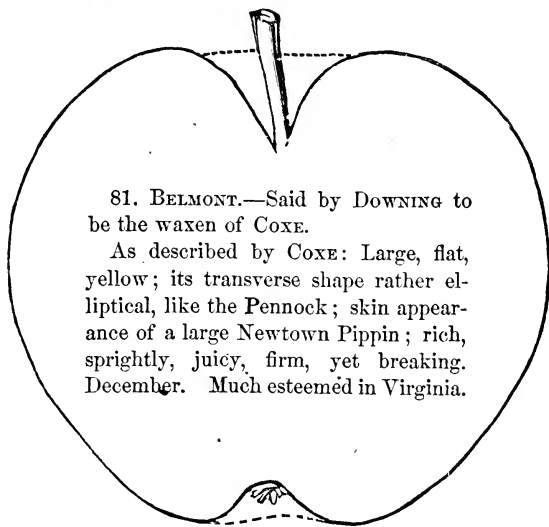 81. BELMONT.—Said by DOWNING to
be the waxen of COXE.
As described by COXE: Large, flat,
yellow; its transverse shape rather el-
liptical, like the Pennock; skin appear-
ance of a large Newtown Pippin; rich,
sprightly, juicy, firm, yet breaking.
December. Much esteemed in Virginia.